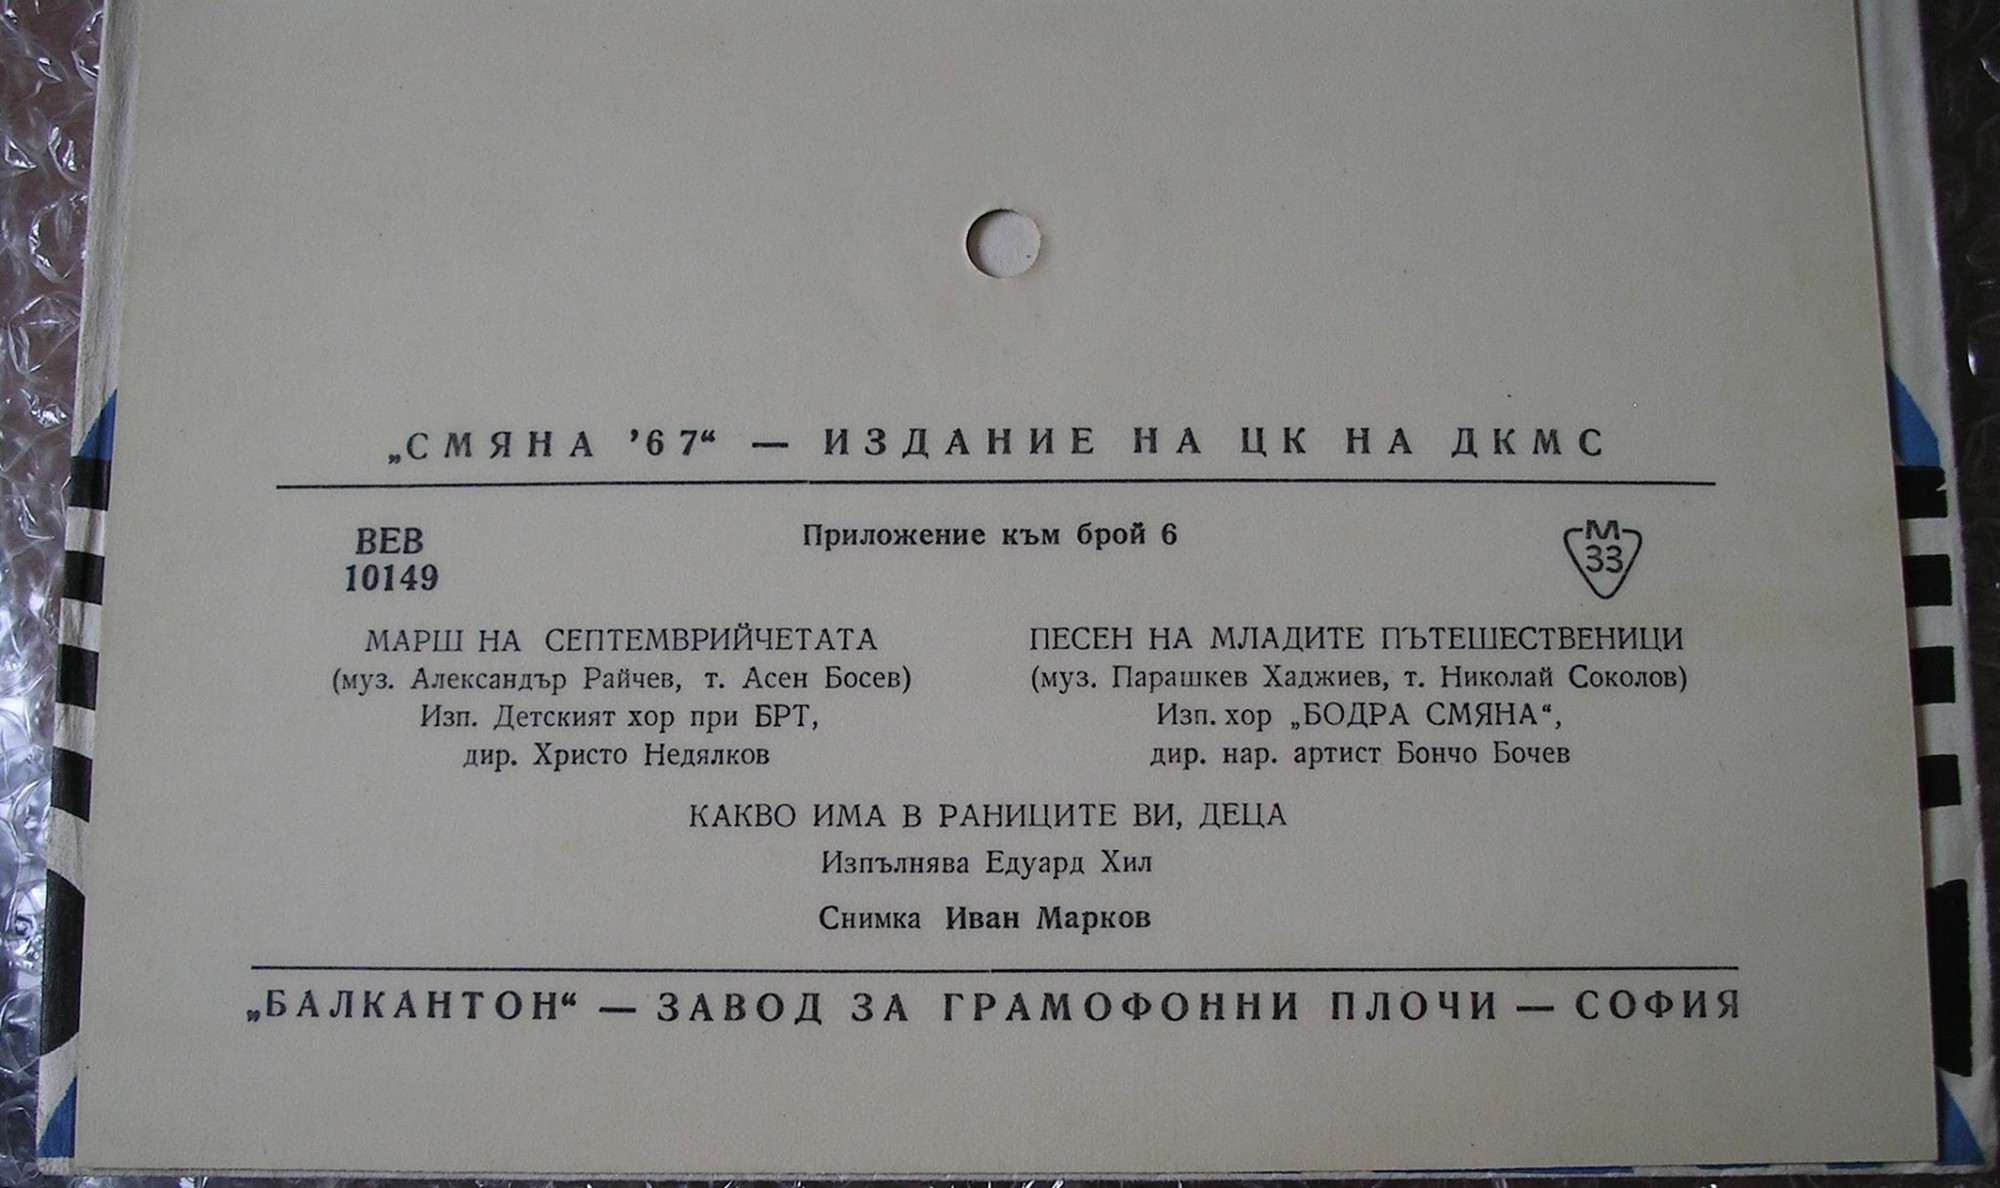 „СМЯНА ’67“ — ИЗДАНИЕ НА ЦК НА ДКМС
ВЕВ
10149
Приложение към брой 6
М
33
МАРШ НА СЕПТЕМВРИЙЧЕТАТА
(муз. Александър Райчев, т. Асен Босев)
Изп. Детският хор при БРТ,
дир. Христо Недялков
ПЕСЕН НА МЛАДИТЕ ПЪТЕШЕСТВЕНИЦИ
(муз. Парашкев Хаджиев, т. Николай Соколов)
Изп. хор „БОДРА СМЯНА“,
дир. нар. артист Бончо Бочев
КАКВО ИМА В РАНИЦИТЕ ВИ, ДЕЦА
Изпълнява Едуард Хил
Снимка Иван Марков
„БАЛКАНТОН“ — ЗАВОД ЗА ГРАМОФОННИ ПЛОЧИ — СОФИЯ